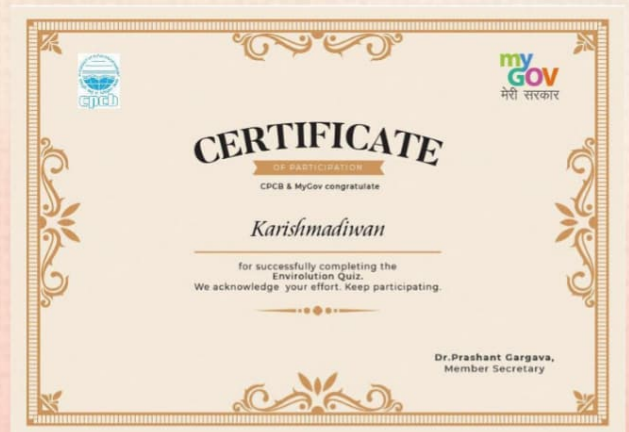 cpcb
my
GOV
मेरी सरकार
CERTIFICATE
OF PARTICIPATION
CPCB & MyGov congratulate
Karishmadiwan
for successfully completing the
Envirolution Quiz.
We acknowledge your effort. Keep participating.
Dr.Prashant Gargava,
Member Secretary